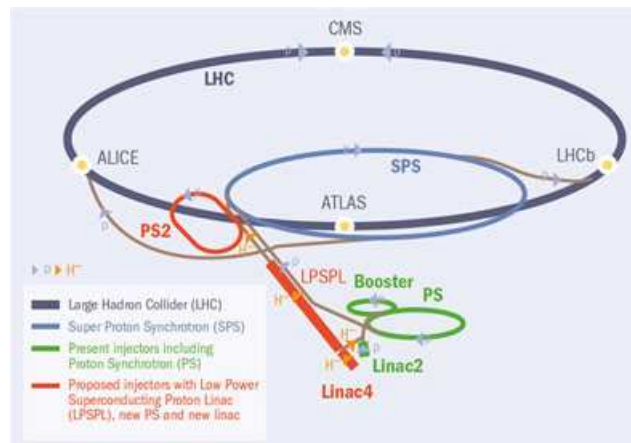 CMS
p
p
LHC
ALICE
LHCb
SPS
p
ATLAS
PS2
p
H⁻
p
LPSPL
p H⁻
Booster
PS
H⁻
Large Hadron Collider (LHC)
Super Proton Synchrotron (SPS)
H⁻
p
Present injectors including
Proton Synchrotron (PS)
H⁻
Linac2
Proposed injectors with Low Power
Superconducting Proton Linac
(LPSPL), new PS and new linac
Linac4